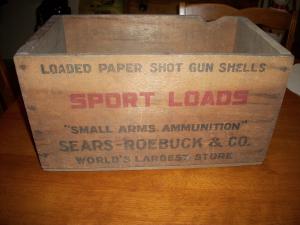 LOADED PAPER SHOT GUN SHELLS
SPORT LOADS
"SMALL ARMS AMMUNITION"
SEARS-ROEBUCK & CO.
WORLD'S LARGEST STORE